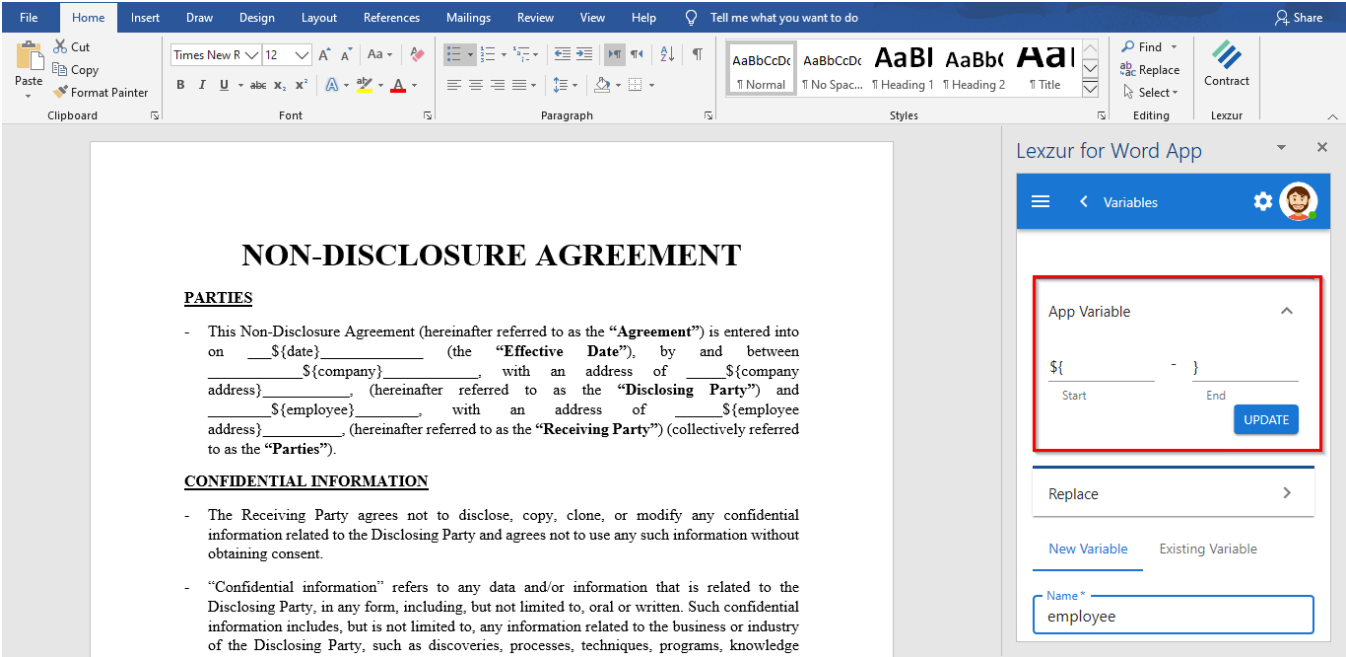 File Home Insert Draw Design Layout References Mailings Review View Help Tell me what you want to do Share
Paste
Cut
Copy
Format Painter
Clipboard
Times New R 12 A A Aa
B I U abc x₂ x² A aby A
Font
Paragraph
AaBbCcDc AaBbCcDc AaBl AaBb( Aal
¶ Normal ¶ No Spac... ¶ Heading 1 ¶ Heading 2 ¶ Title
Styles
Find
Replace
Select
Editing
Contract
Lexzur
NON-DISCLOSURE AGREEMENT
PARTIES
- This Non-Disclosure Agreement (hereinafter referred to as the “Agreement”) is entered into
on ___${date}_____________ (the “Effective Date”), by and between
____________${company}____________, with an address of _____${company
address}___________, (hereinafter referred to as the “Disclosing Party”) and
________${employee}________, with an address of ______${employee
address}__________, (hereinafter referred to as the “Receiving Party”) (collectively referred
to as the “Parties”).
CONFIDENTIAL INFORMATION
- The Receiving Party agrees not to disclose, copy, clone, or modify any confidential
information related to the Disclosing Party and agrees not to use any such information without
obtaining consent.
- “Confidential information” refers to any data and/or information that is related to the
Disclosing Party, in any form, including, but not limited to, oral or written. Such confidential
information includes, but is not limited to, any information related to the business or industry
of the Disclosing Party, such as discoveries, processes, techniques, programs, knowledge
Lexzur for Word App
Variables
App Variable
${ - }
Start End
UPDATE
Replace
New Variable Existing Variable
Name *
employee